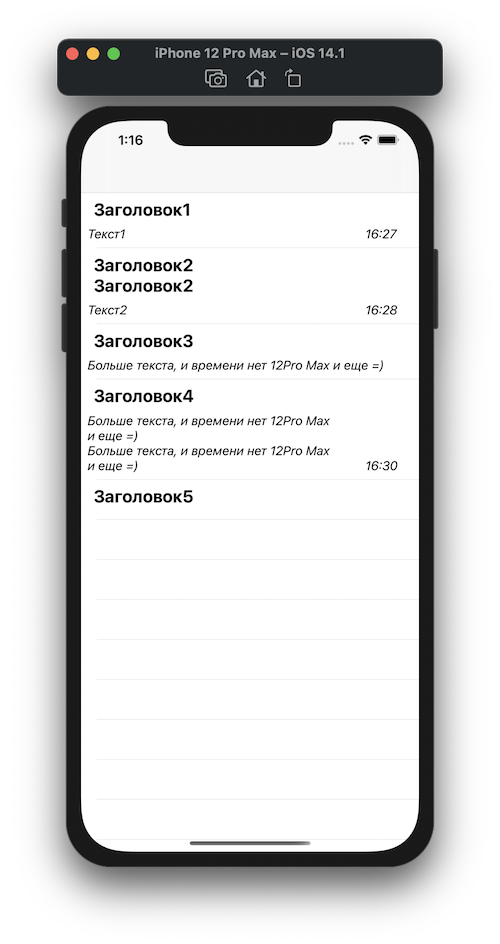 iPhone 12 Pro Max – iOS 14.1
1:16
Заголовок1
Текст1 16:27
Заголовок2
Заголовок2
Текст2 16:28
Заголовок3
Больше текста, и времени нет 12Pro Max и еще =)
Заголовок4
Больше текста, и времени нет 12Pro Max
и еще =)
Больше текста, и времени нет 12Pro Max
и еще =) 16:30
Заголовок5